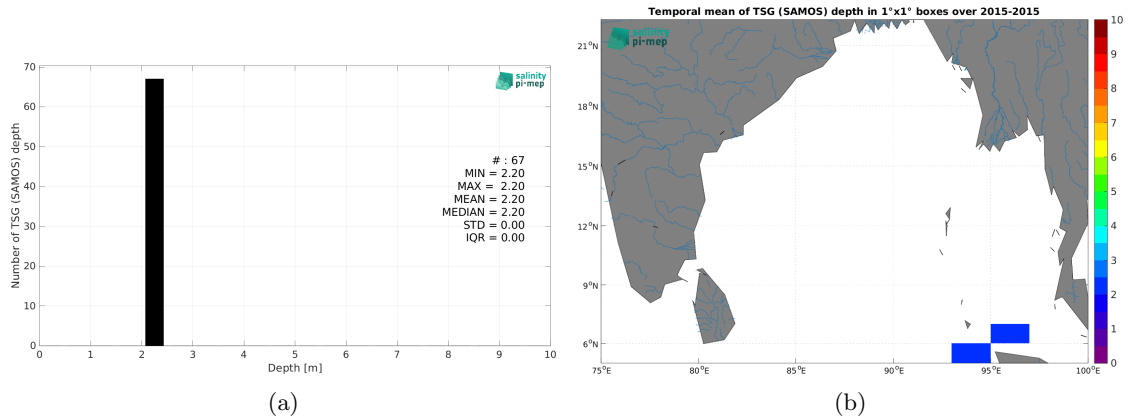 70
60
50
40
30
20
10
0
Number of TSG (SAMOS) depth
salinity
pi-mep
# : 67
MIN = 2.20
MAX = 2.20
MEAN = 2.20
MEDIAN = 2.20
STD = 0.00
IQR = 0.00
0 1 2 3 4 5 6 7 8 9 10
Depth [m]
(a)
Temporal mean of TSG (SAMOS) depth in 1°x1° boxes over 2015-2015
salinity
pi-mep
21°N
18°N
15°N
12°N
9°N
6°N
75°E 80°E 85°E 90°E 95°E 100°E
10
9
8
7
6
5
4
3
2
1
0
(b)